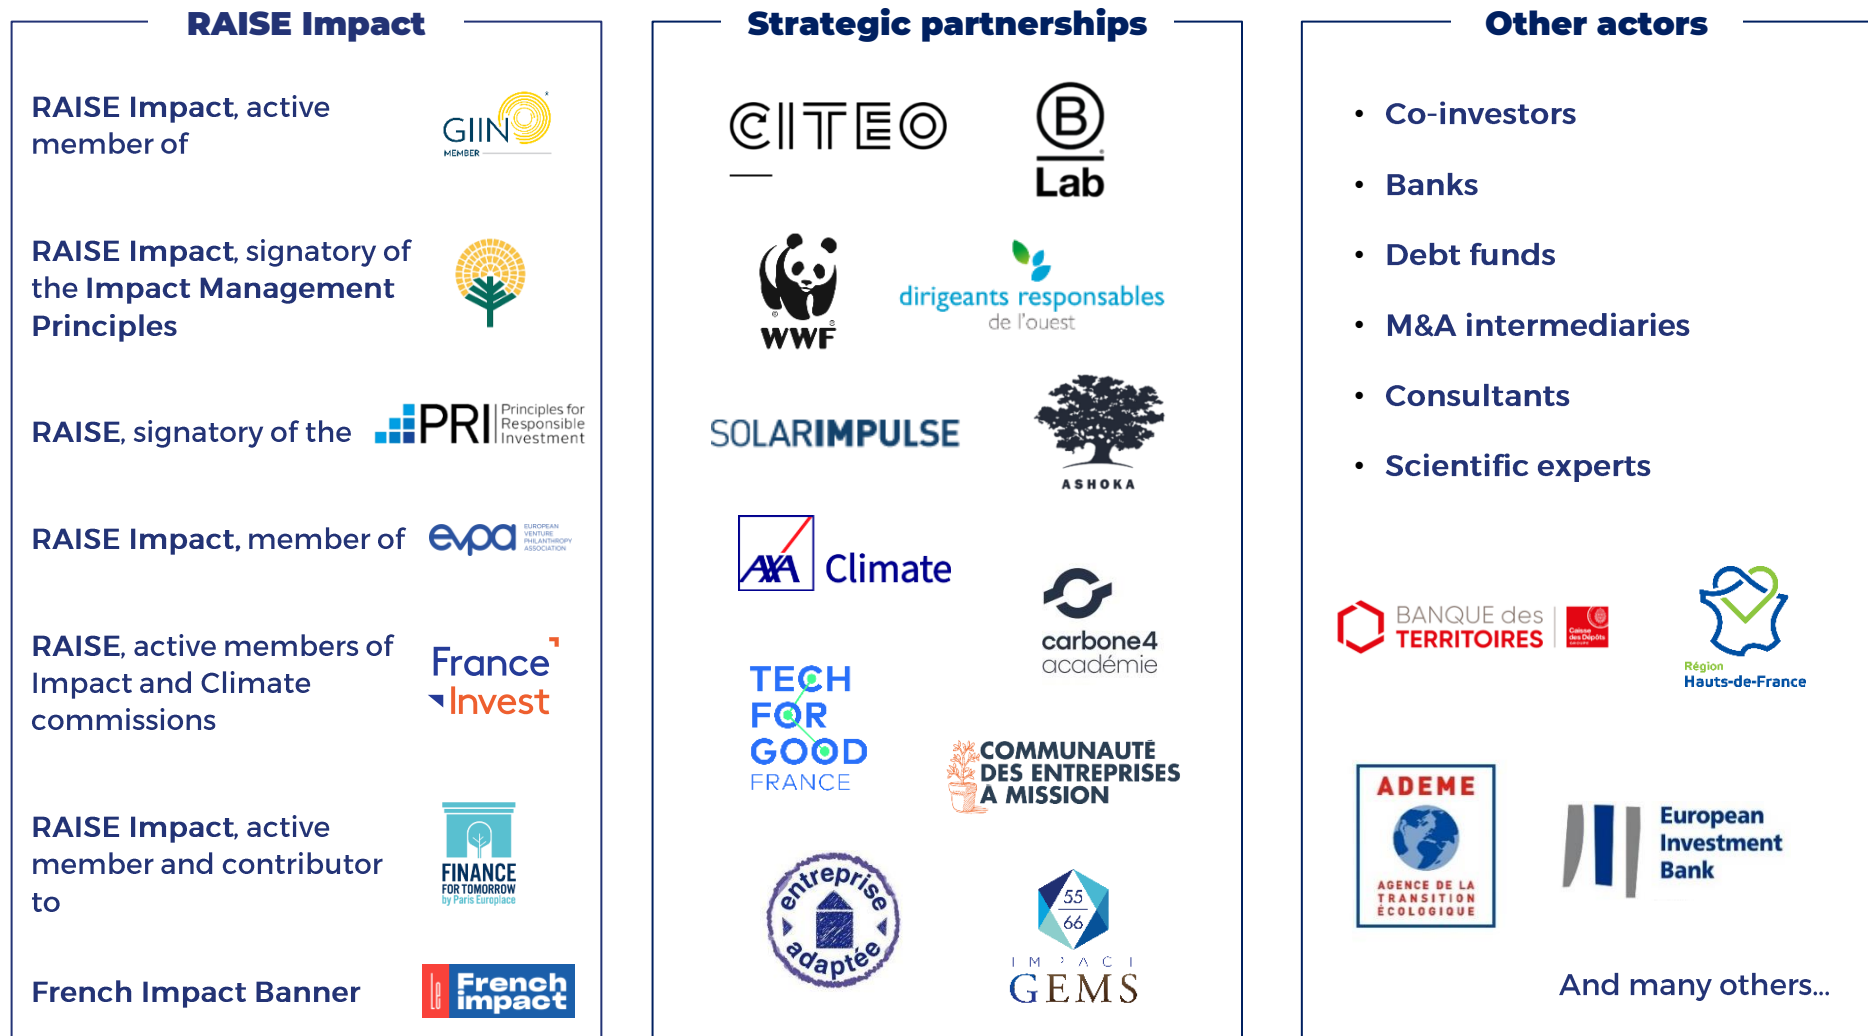 RAISE Impact
RAISE Impact, active
member of
GIIN
MEMBER
RAISE Impact, signatory of
the Impact Management
Principles
RAISE, signatory of the
PRI
Principles for
Responsible
Investment
RAISE Impact, member of
evpa
EUROPEAN
VENTURE
PHILANTHROPY
ASSOCIATION
RAISE, active members of
Impact and Climate
commissions
France
Invest
RAISE Impact, active
member and contributor
to
FINANCE
FOR TOMORROW
by Paris Europlace
French Impact Banner
le
French
impact
Strategic partnerships
CITEO
B
Lab
WWF
dirigeants responsables
de l'ouest
SOLARIMPULSE
ASHOKA
AXA
Climate
carbone4
académie
TECH
FOR
GOOD
FRANCE
COMMUNAUTÉ
DES ENTREPRISES
À MISSION
entreprise
adaptée
55
66
IMPACT
GEMS
Other actors
• Co-investors
• Banks
• Debt funds
• M&A intermediaries
• Consultants
• Scientific experts
BANQUE des
TERRITOIRES
Caisse
des Dépôts
Région
Hauts-de-France
ADEME
AGENCE DE LA
TRANSITION
ÉCOLOGIQUE
European
Investment
Bank
And many others...